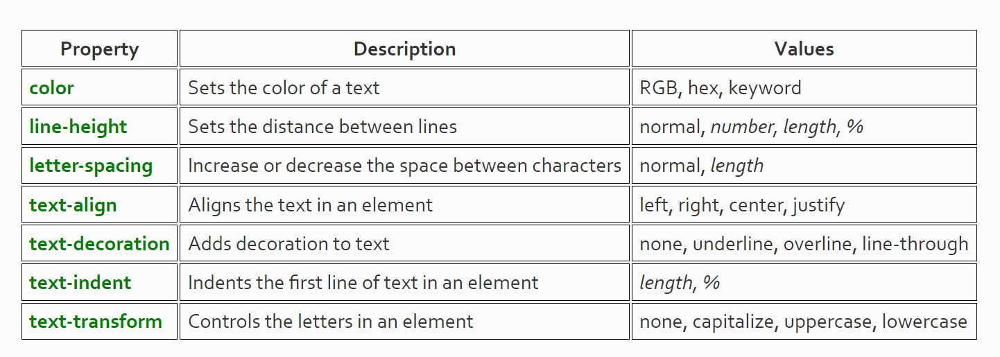 Property Description Values
color Sets the color of a text RGB, hex, keyword
line-height Sets the distance between lines normal, number, length, %
letter-spacing Increase or decrease the space between characters normal, length
text-align Aligns the text in an element left, right, center, justify
text-decoration Adds decoration to text none, underline, overline, line-through
text-indent Indents the first line of text in an element length, %
text-transform Controls the letters in an element none, capitalize, uppercase, lowercase